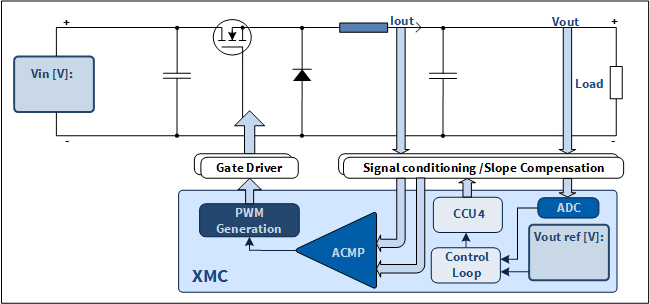 Iout
Vout
+
+
Vin [V]:
Load
-
-
Gate Driver
Signal conditioning /Slope Compensation
PWM
Generation
CCU4
ADC
ACMP
Vout ref [V]:
Control
Loop
XMC